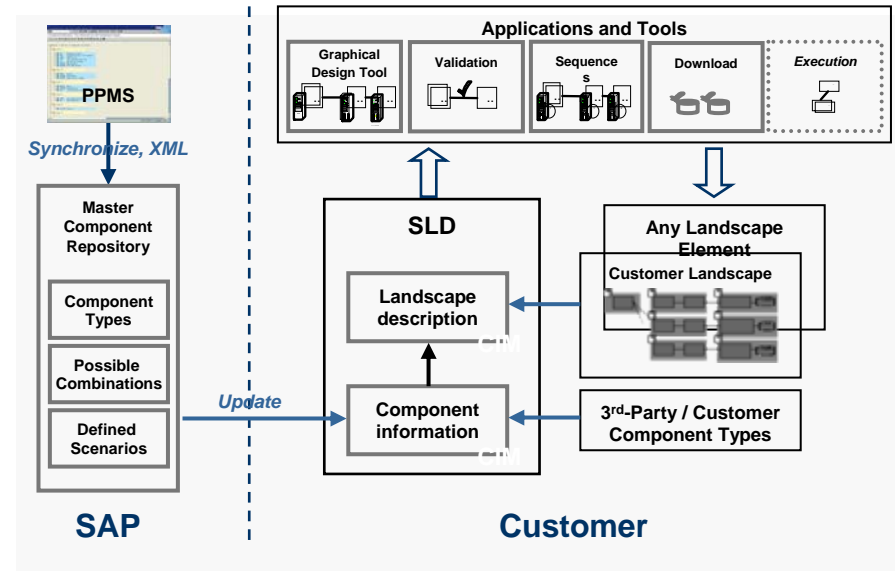 Applications and Tools
Graphical
Design Tool
Validation
Sequence
s
Download
Execution
PPMS
Synchronize, XML
Master
Component
Repository
Component
Types
Possible
Combinations
Defined
Scenarios
Update
SLD
Landscape
description
CIM
Component
information
CIM
Any Landscape
Element
Customer Landscape
3rd-Party / Customer
Component Types
SAP
Customer